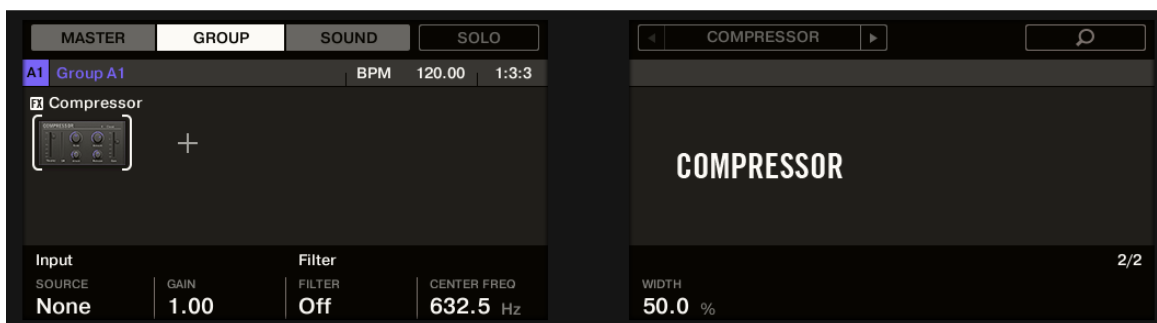 MASTER GROUP SOUND SOLO COMPRESSOR
A1 Group A1 BPM 120.00 1:3:3
FX Compressor
COMPRESSOR
COMPRESSOR
Input Filter 2/2
SOURCE GAIN FILTER CENTER FREQ WIDTH
None 1.00 Off 632.5 Hz 50.0 %